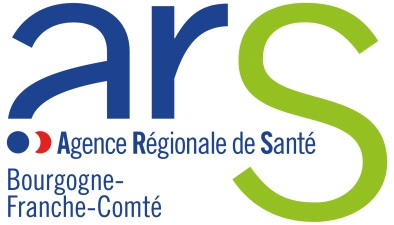 ars
Agence Régionale de Santé
Bourgogne-
Franche-Comté